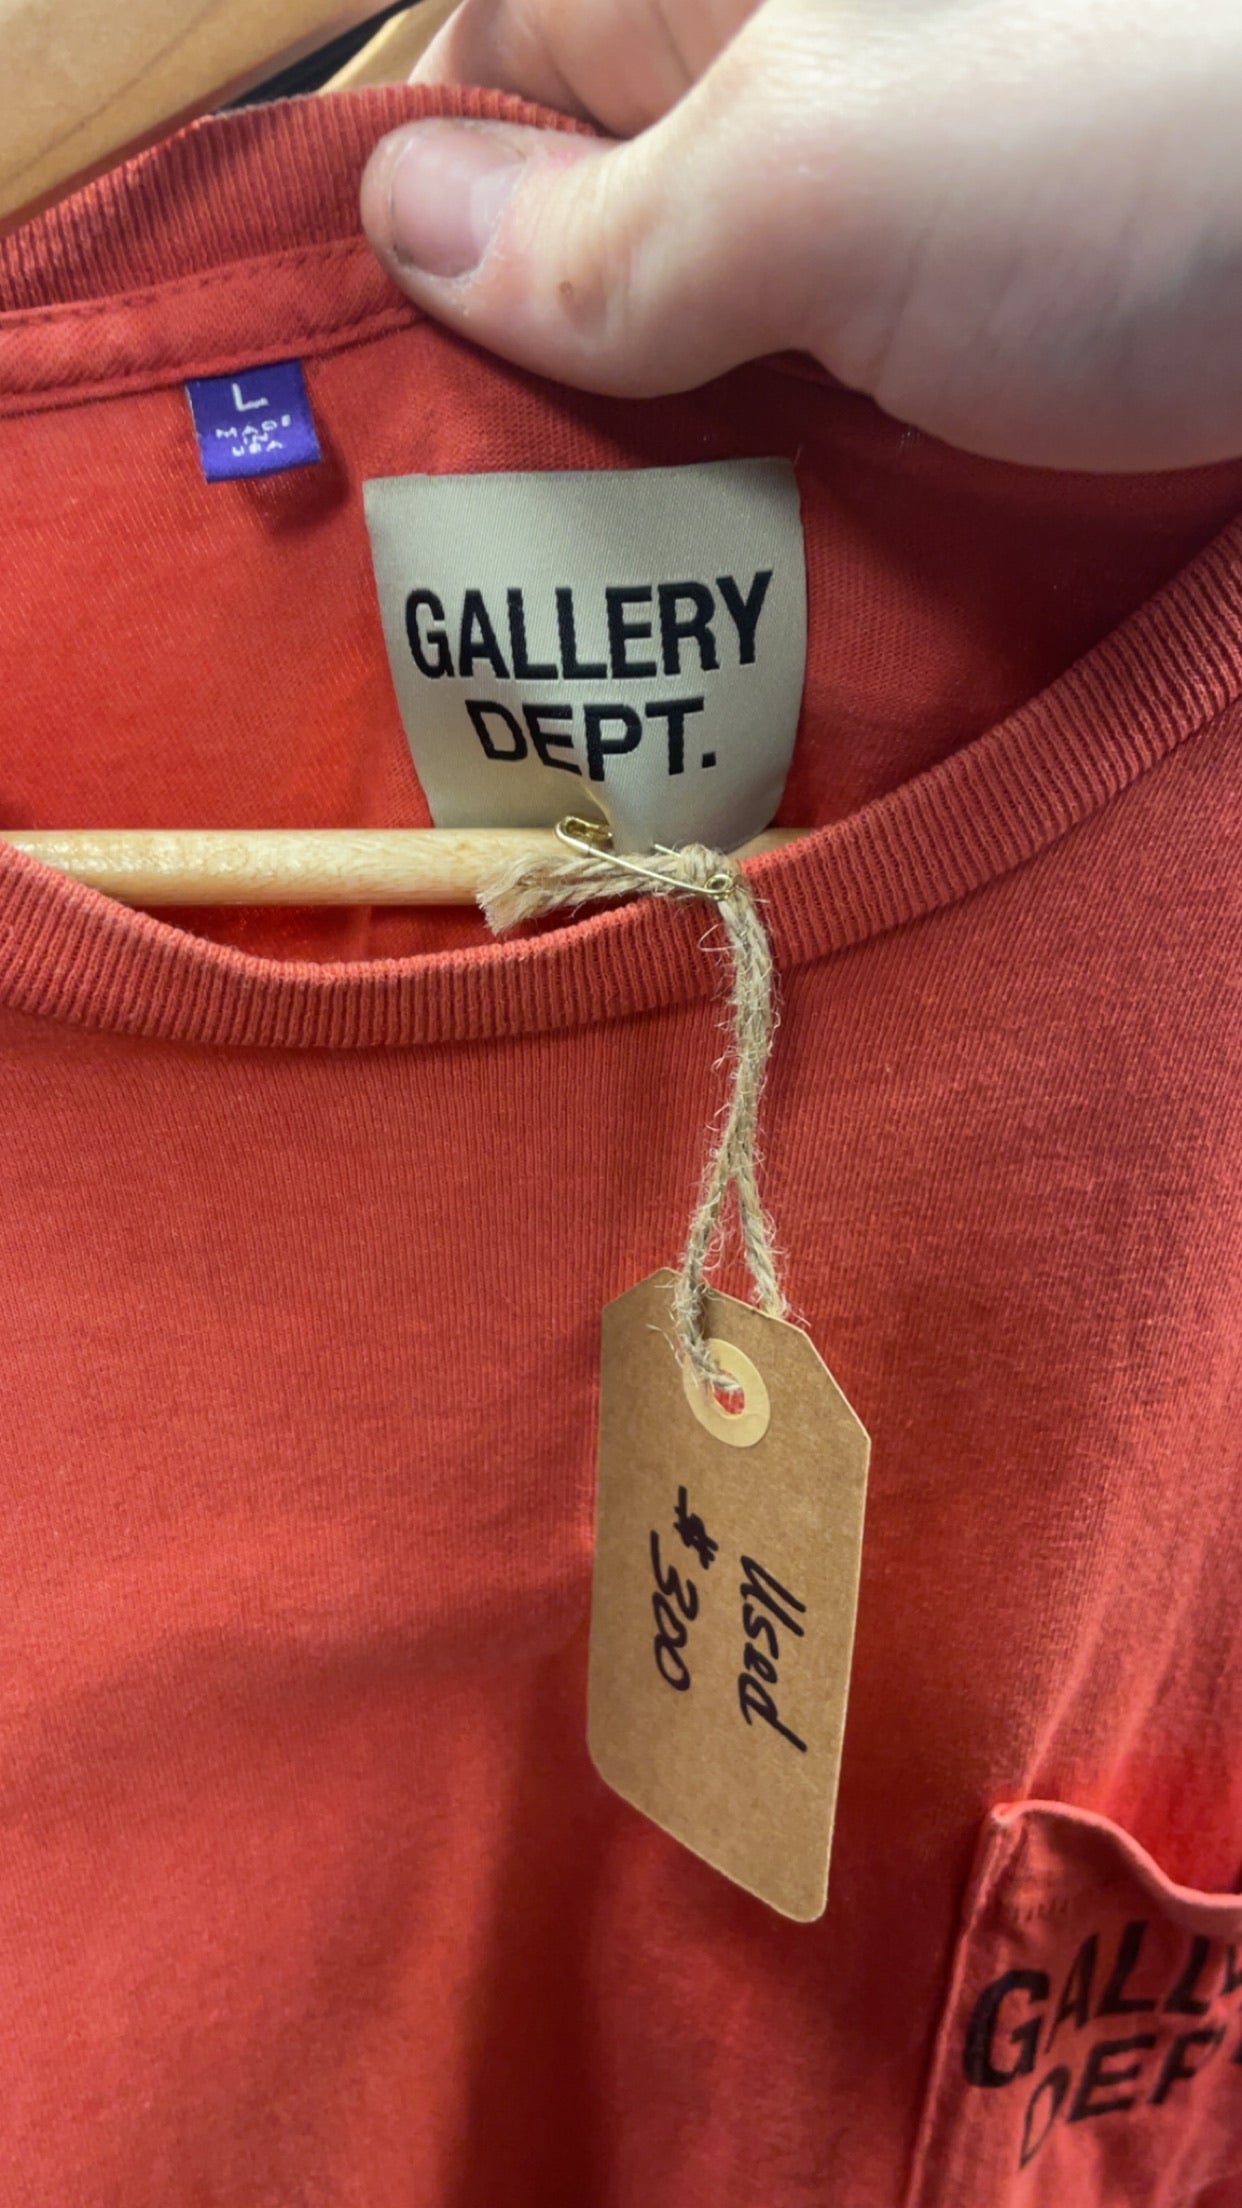 L
MADE
IN
USA
GALLERY
DEPT.
Used
$300